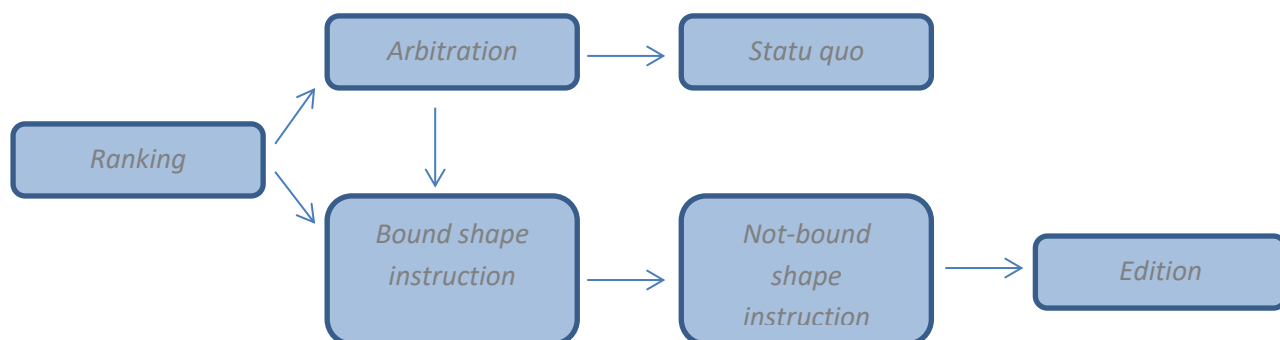 Arbitration
Statu quo
Ranking
Bound shape
instruction
Not-bound
shape
instruction
Edition